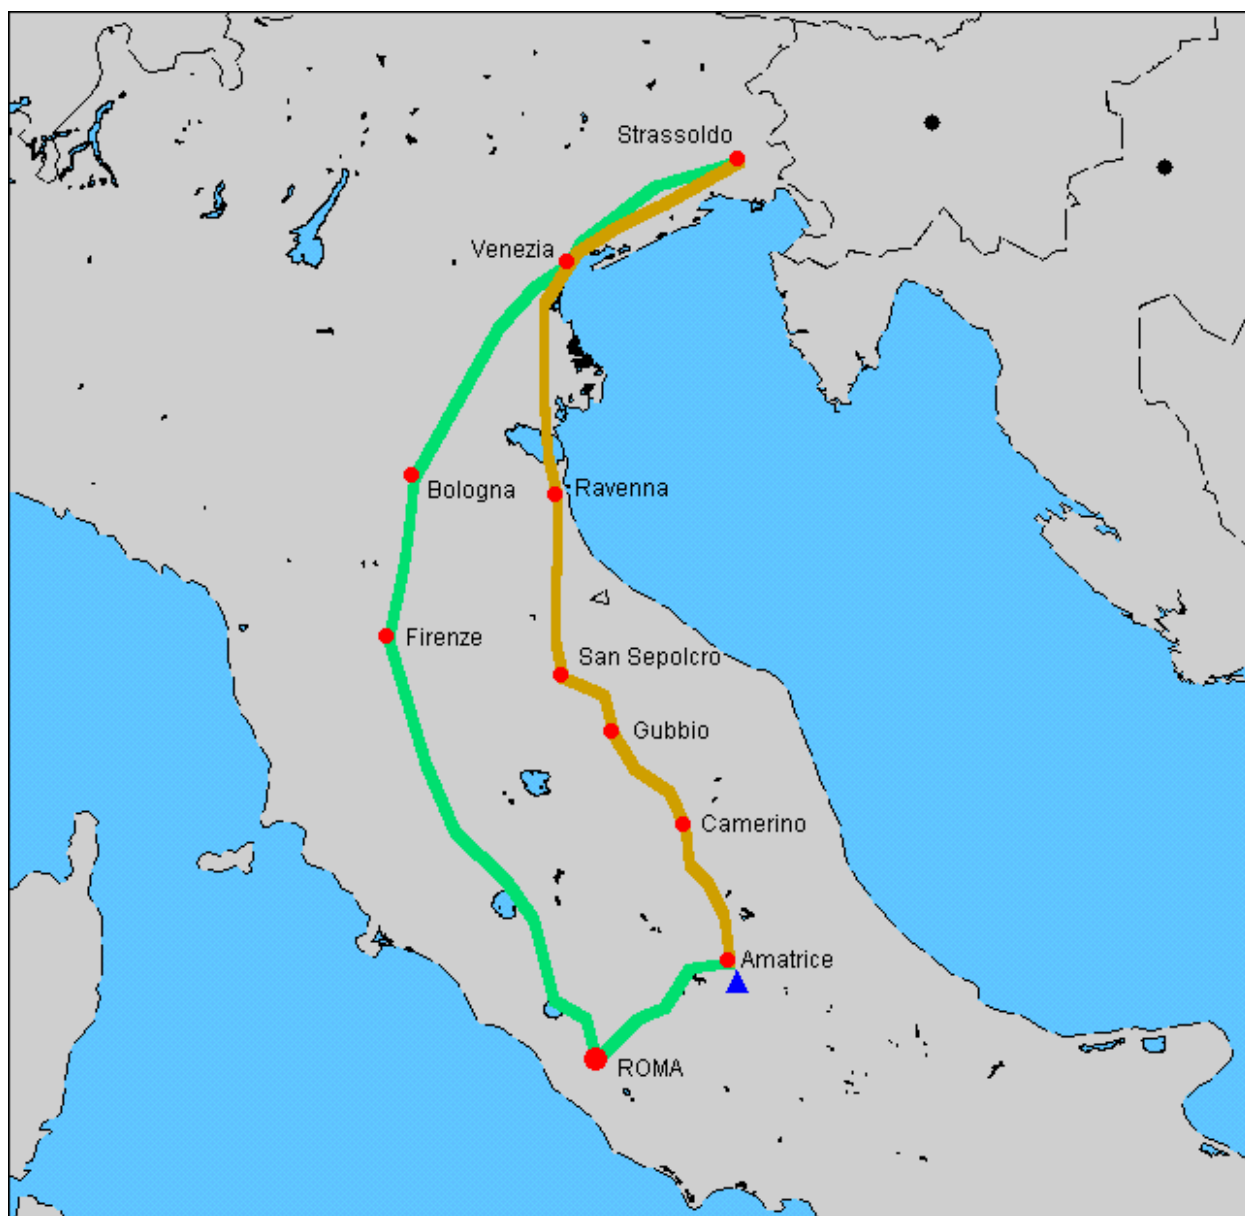 Strassoldo
Venezia
Bologna
Ravenna
Firenze
San Sepolcro
Gubbio
Camerino
Amatrice
ROMA